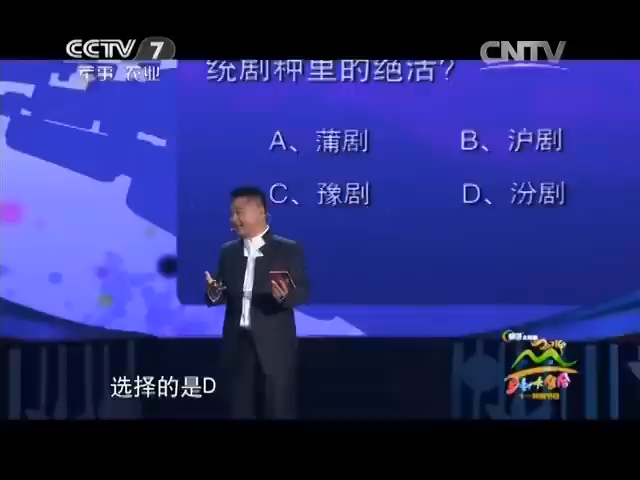 CCTV 7
军事 农业
CNTV
统剧种里的绝活？
A、蒲剧
B、沪剧
C、豫剧
D、汾剧
选择的是D